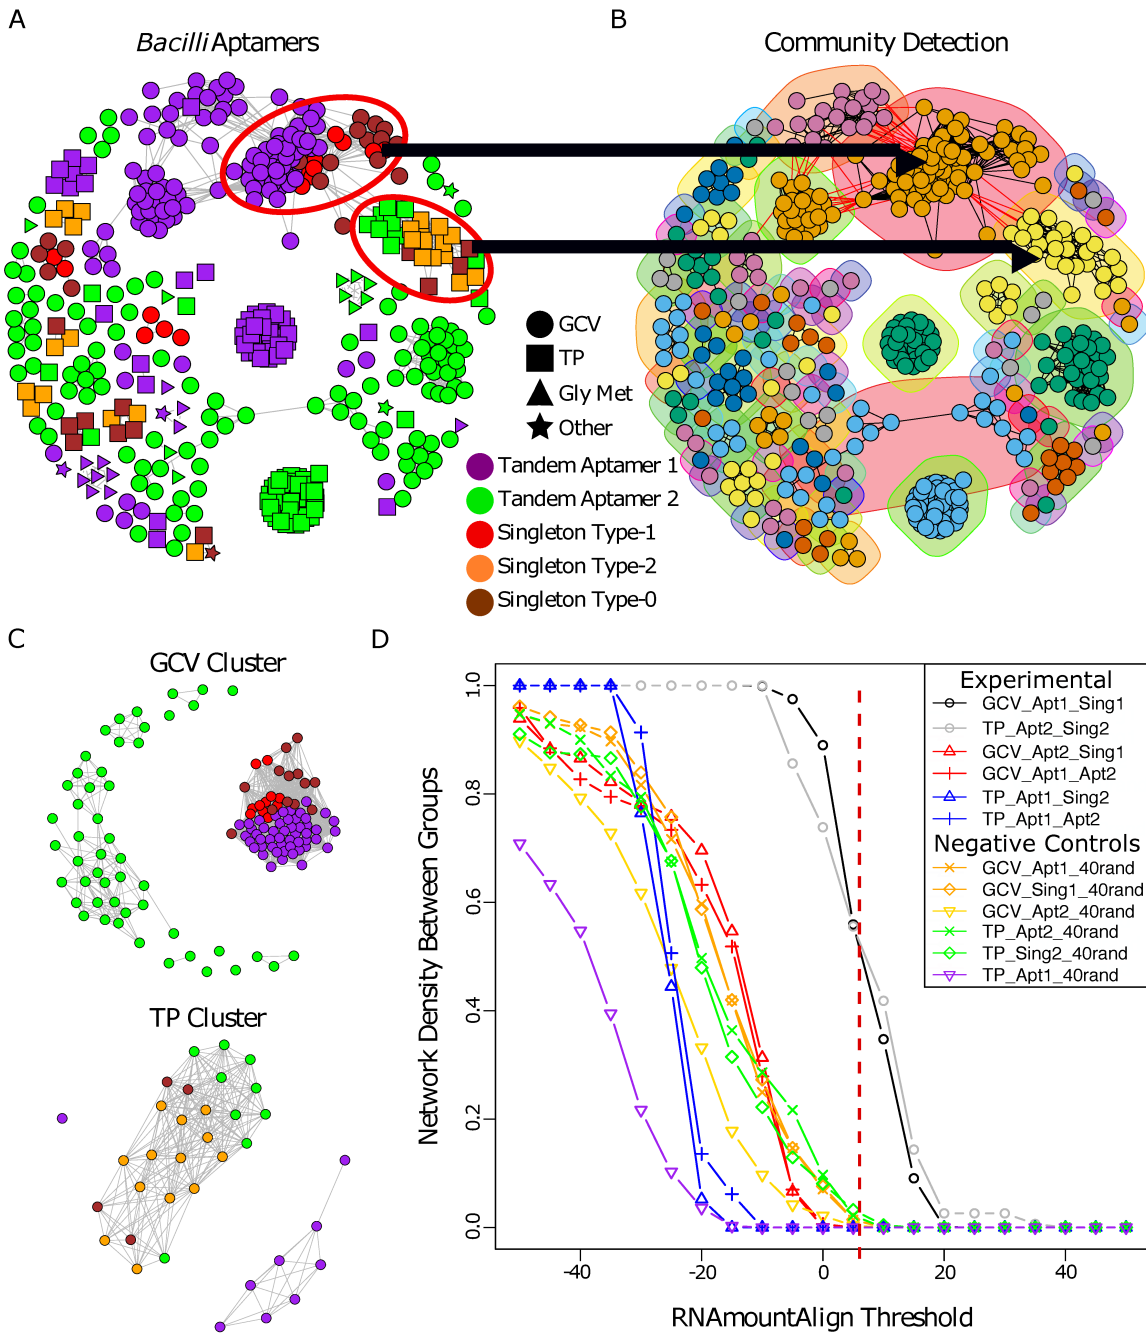 A
Bacilli Aptamers
B
Community Detection
GCV
TP
Gly Met
Other
Tandem Aptamer 1
Tandem Aptamer 2
Singleton Type-1
Singleton Type-2
Singleton Type-0
C
GCV Cluster
TP Cluster
D
Network Density Between Groups
1.0
0.8
0.6
0.4
0.2
0.0
-40
-20
0
20
40
RNAmountAlign Threshold
Experimental
GCV_Apt1_Sing1
TP_Apt2_Sing2
GCV_Apt2_Sing1
GCV_Apt1_Apt2
TP_Apt1_Sing2
TP_Apt1_Apt2
Negative Controls
GCV_Apt1_40rand
GCV_Sing1_40rand
GCV_Apt2_40rand
TP_Apt2_40rand
TP_Sing2_40rand
TP_Apt1_40rand